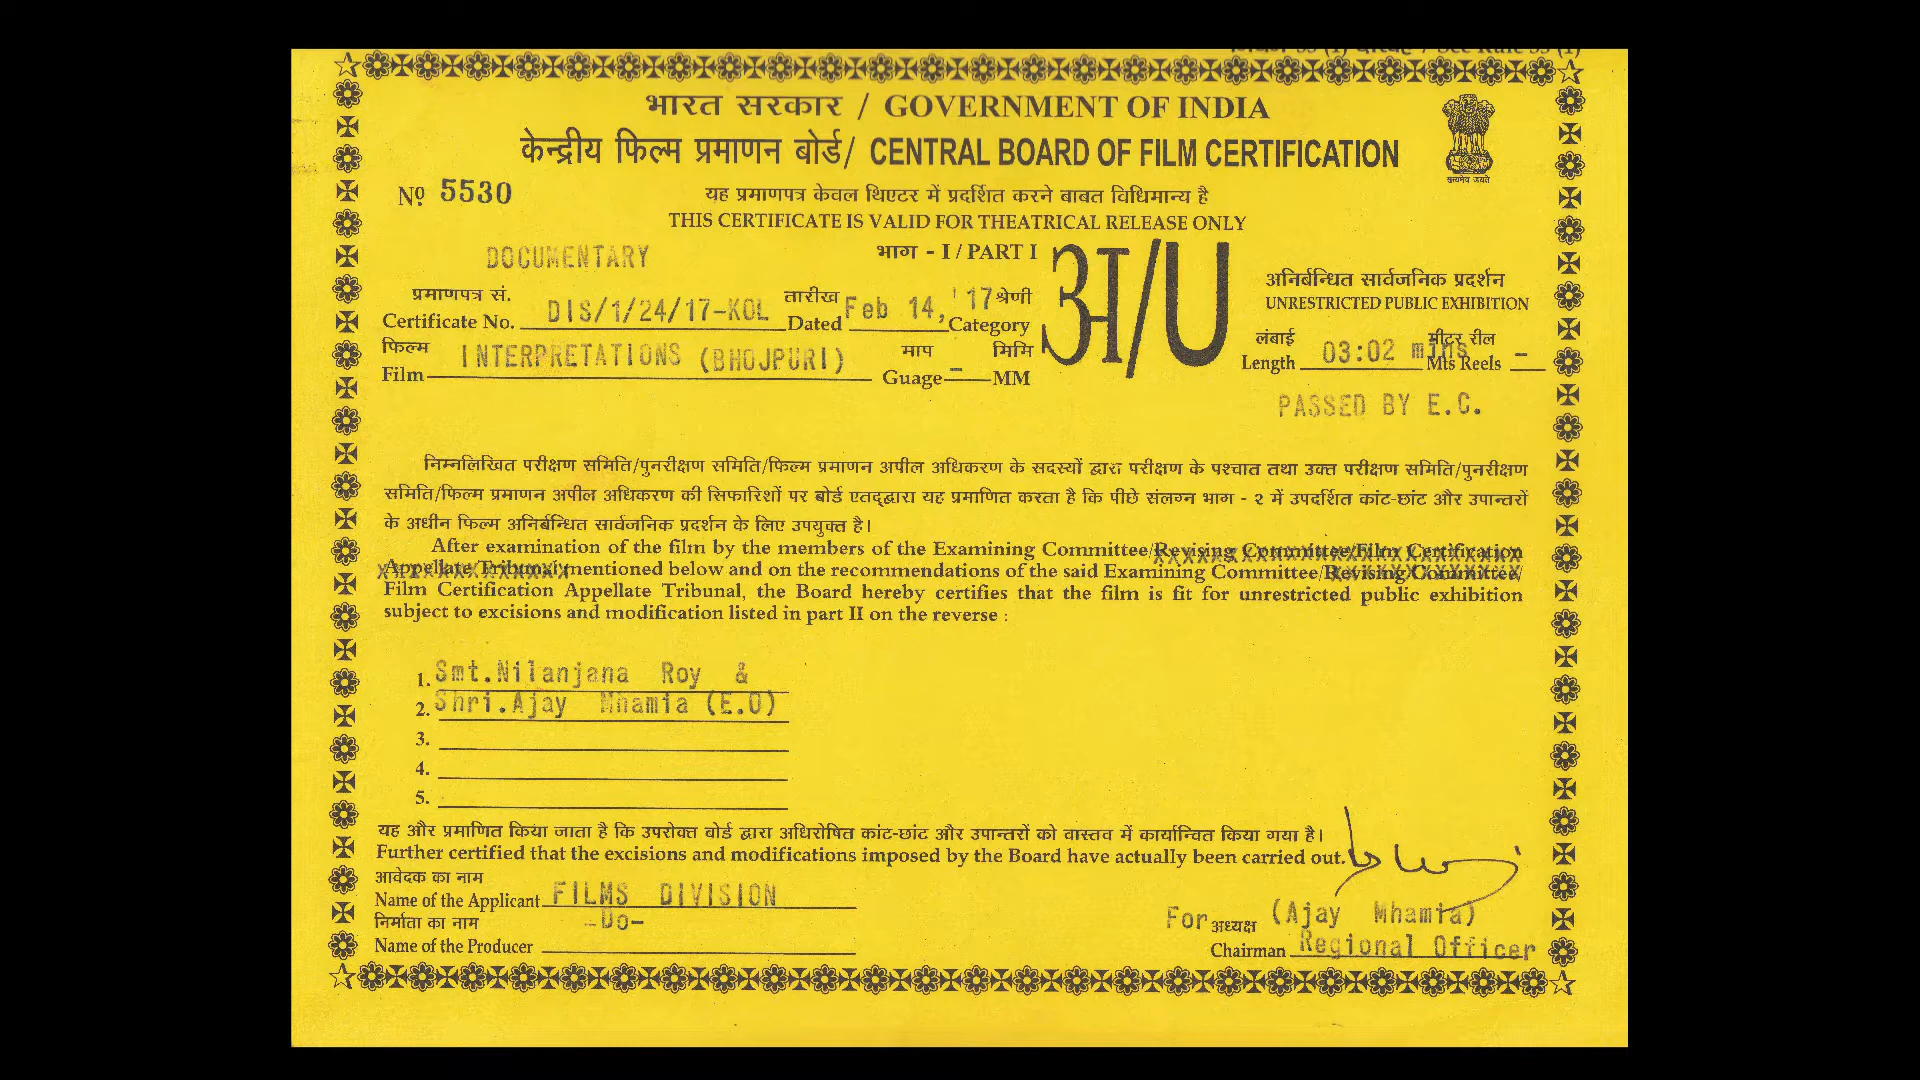 भारत सरकार / GOVERNMENT OF INDIA
केन्द्रीय फिल्म प्रमाणन बोर्ड/ CENTRAL BOARD OF FILM CERTIFICATION
सत्यमेव जयते
Nº 5530
यह प्रमाणपत्र केवल थिएटर में प्रदर्शित करने बाबत विधिमान्य है
THIS CERTIFICATE IS VALID FOR THEATRICAL RELEASE ONLY
DOCUMENTARY
भाग - I / PART I
अ/U
अनिर्बन्धित सार्वजनिक प्रदर्शन
UNRESTRICTED PUBLIC EXHIBITION
प्रमाणपत्र सं. तारीख श्रेणी
Certificate No. DIS/1/24/17-KOL Dated Feb 14, '17 Category
लंबाई मीटर रील
Length 03:02 mins Mts Reels -
फिल्म माप मिमि
Film INTERPRETATIONS (BHOJPURI) Guage - MM
PASSED BY E.C.
निम्नलिखित परीक्षण समिति/पुनरीक्षण समिति/फिल्म प्रमाणन अपील अधिकरण के सदस्यों द्वारा परीक्षण के पश्चात तथा उक्त परीक्षण समिति/पुनरीक्षण
समिति/फिल्म प्रमाणन अपील अधिकरण की सिफारिशों पर बोर्ड एतद्द्वारा यह प्रमाणित करता है कि पीछे संलग्न भाग - २ में उपदर्शित कांट-छांट और उपान्तरों
के अधीन फिल्म अनिर्बन्धित सार्वजनिक प्रदर्शन के लिए उपयुक्त है।
After examination of the film by the members of the Examining Committee/Revising Committee/Film Certification
Appellate Tribunal mentioned below and on the recommendations of the said Examining Committee/Revising Committee/
Film Certification Appellate Tribunal, the Board hereby certifies that the film is fit for unrestricted public exhibition
subject to excisions and modification listed in part II on the reverse :
1. Smt.Nilanjana Roy &
2. Shri.Ajay Mhamia (E.O)
3.
4.
5.
यह और प्रमाणित किया जाता है कि उपरोक्त बोर्ड द्वारा अधिरोपित कांट-छांट और उपान्तरों को वास्तव में कार्यान्वित किया गया है।
Further certified that the excisions and modifications imposed by the Board have actually been carried out.
आवेदक का नाम
Name of the Applicant FILMS DIVISION
निर्माता का नाम -Do-
Name of the Producer
For अध्यक्ष (Ajay Mhamia)
Chairman Regional Officer